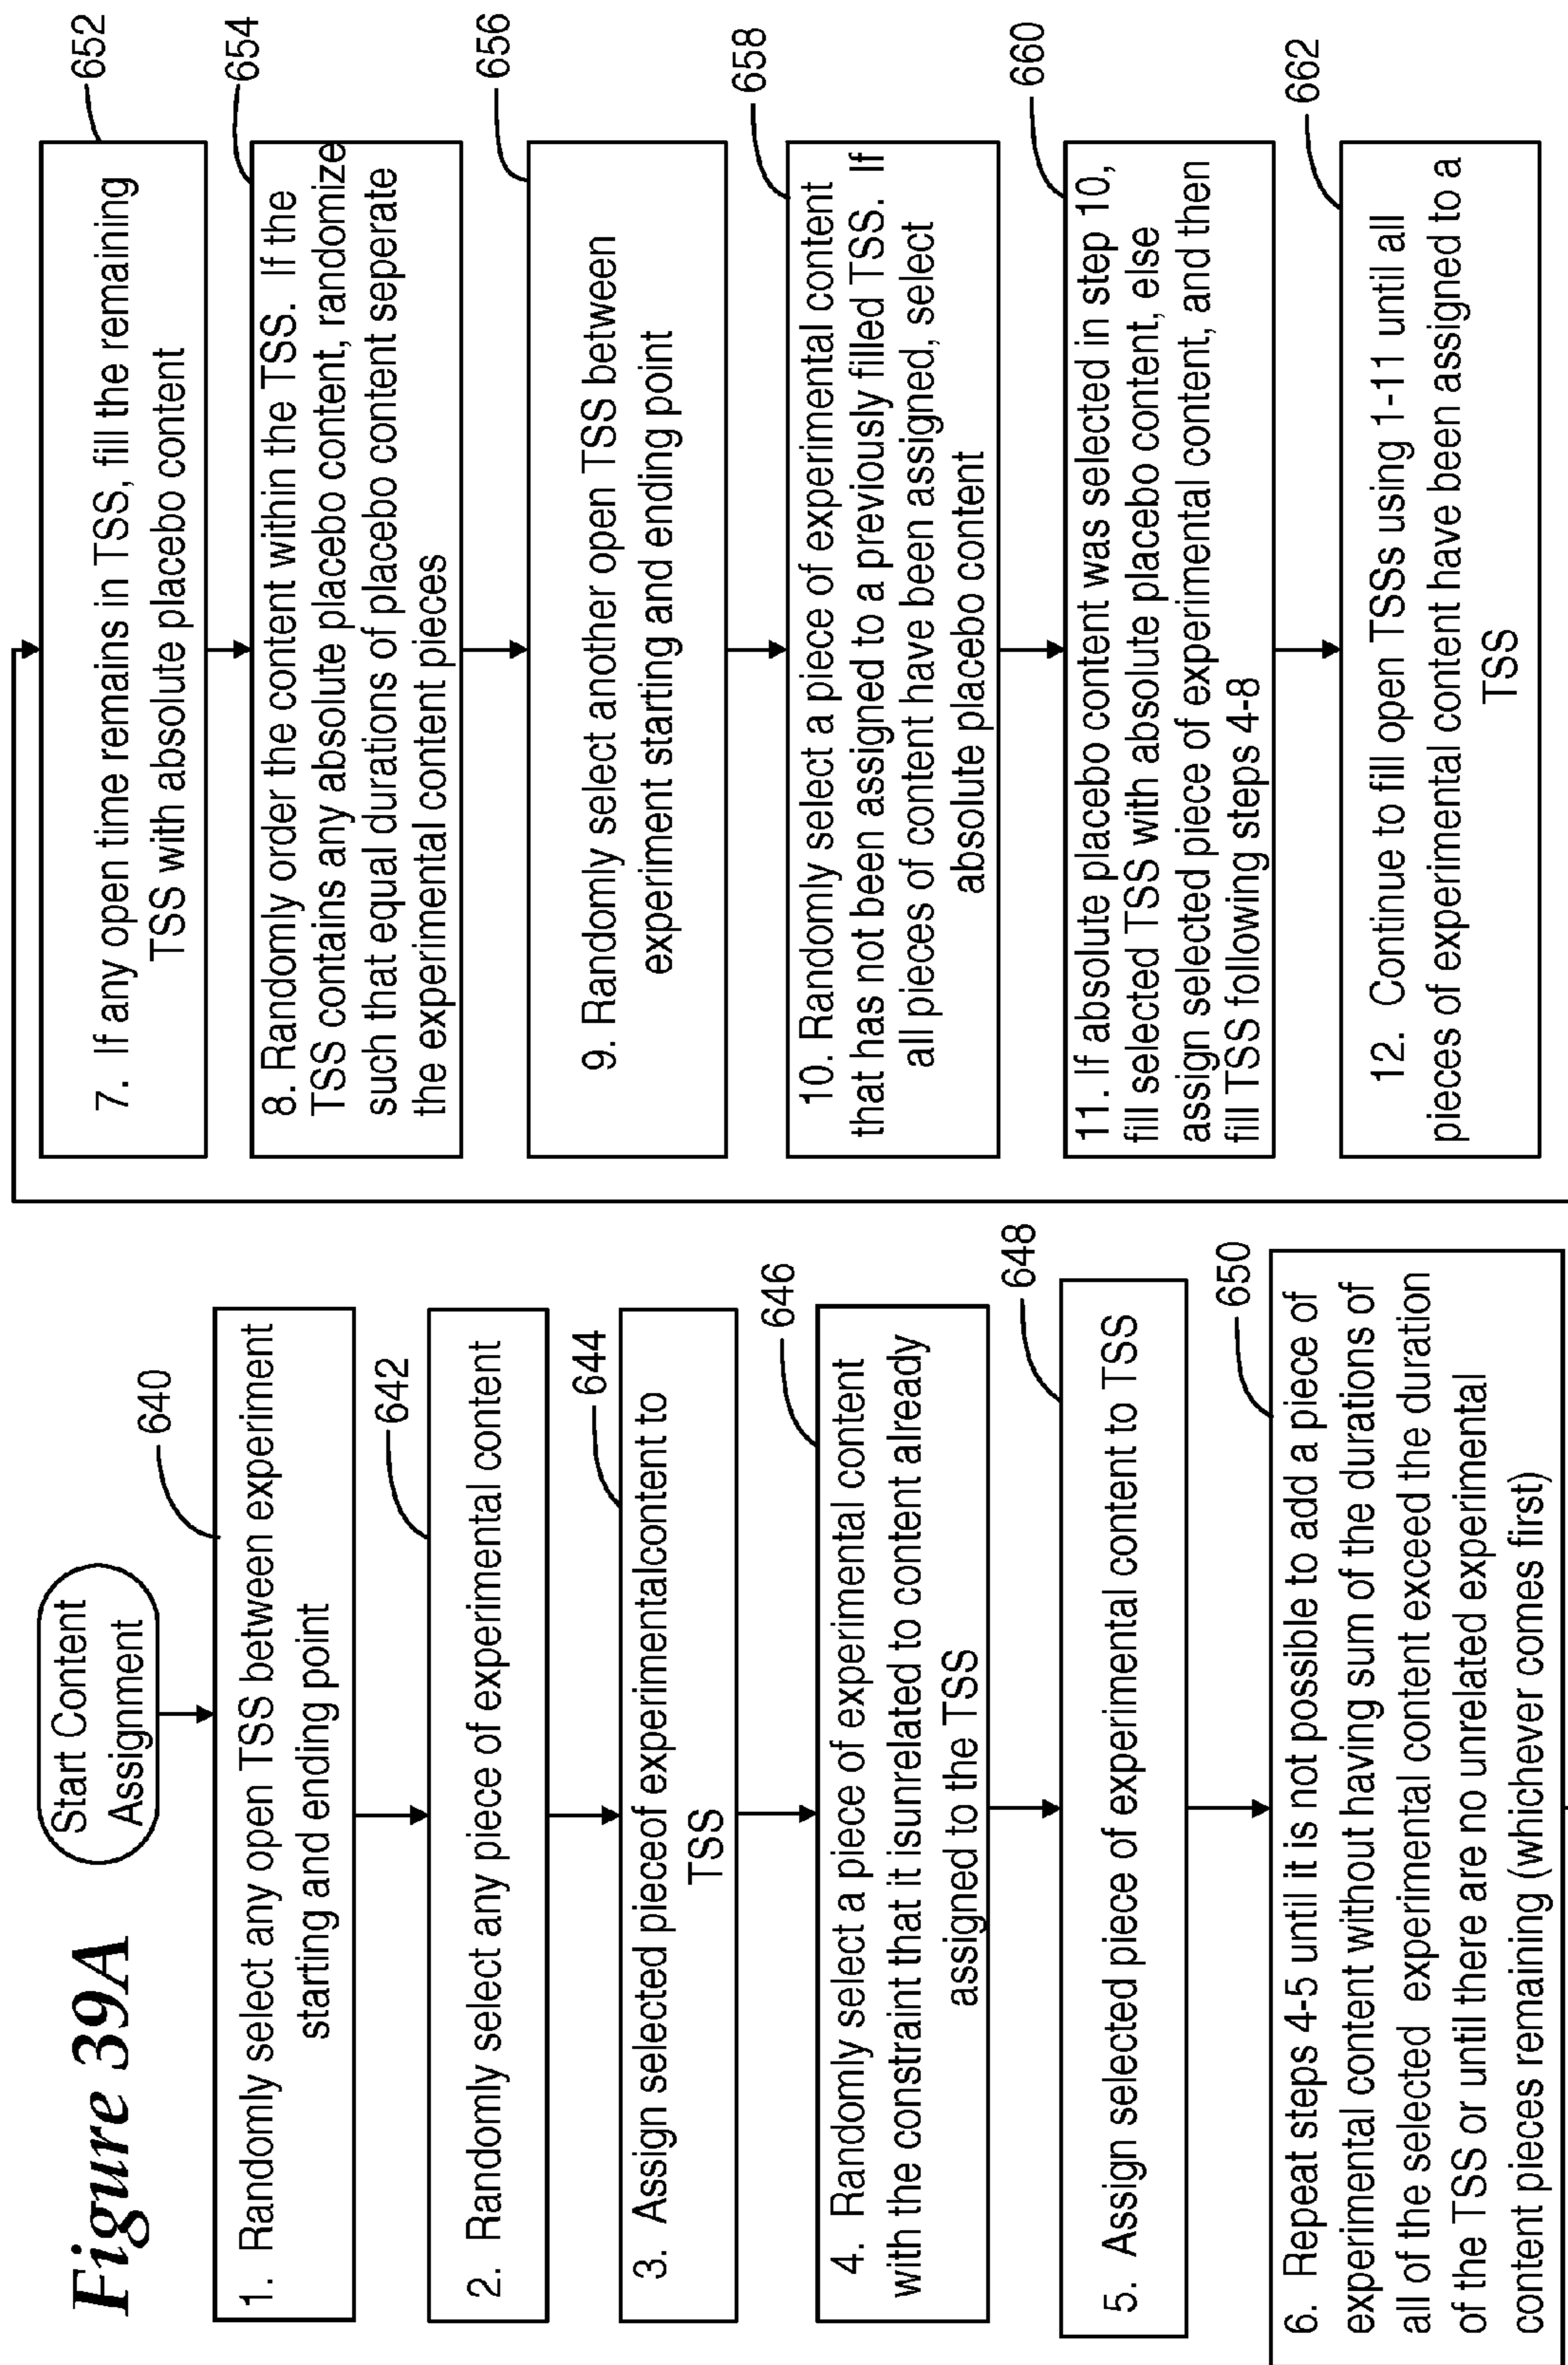 Figure 39A
Start Content
Assignment
640
1. Randomly select any open TSS between experiment
starting and ending point
642
2. Randomly select any piece of experimental content
644
3. Assign selected pieceof experimentalcontent to
TSS
646
4. Randomly select a piece of experimental content
with the constraint that it isunrelated to content already
assigned to the TSS
648
5. Assign selected piece of experimental content to TSS
650
6. Repeat steps 4-5 until it is not possible to add a piece of
experimental content without having sum of the durations of
all of the selected experimental content exceed the duration
of the TSS or until there are no unrelated experimental
content pieces remaining (whichever comes first)
652
7. If any open time remains in TSS, fill the remaining
TSS with absolute placebo content
654
8. Randomly order the content within the TSS. If the
TSS contains any absolute placebo content, randomize
such that equal durations of placebo content seperate
the experimental content pieces
656
9. Randomly select another open TSS between
experiment starting and ending point
658
10. Randomly select a piece of experimental content
that has not been assigned to a previously filled TSS. If
all pieces of content have been assigned, select
absolute placebo content
660
11. If absolute placebo content was selected in step 10,
fill selected TSS with absolute placebo content, else
assign selected piece of experimental content, and then
fill TSS following steps 4-8
662
12. Continue to fill open TSSs using 1-11 until all
pieces of experimental content have been assigned to a
TSS